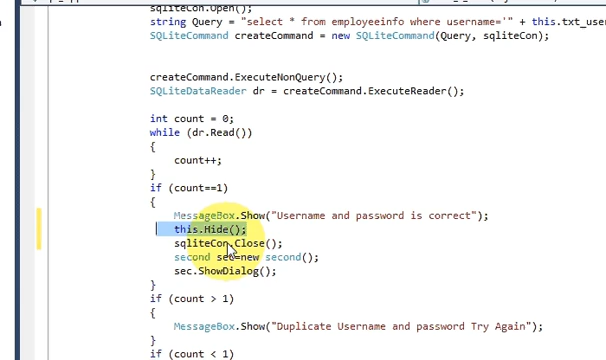 sqliteCon.Open();
string Query = "select * from employeeinfo where username='" + this.txt_user
SQLiteCommand createCommand = new SQLiteCommand(Query, sqliteCon);
createCommand.ExecuteNonQuery();
SQLiteDataReader dr = createCommand.ExecuteReader();
int count = 0;
while (dr.Read())
{
count++;
}
if (count==1)
{
MessageBox.Show("Username and password is correct");
this.Hide();
sqliteCon.Close();
second sec=new second();
sec.ShowDialog();
}
if (count > 1)
{
MessageBox.Show("Duplicate Username and password Try Again");
}
if (count < 1)